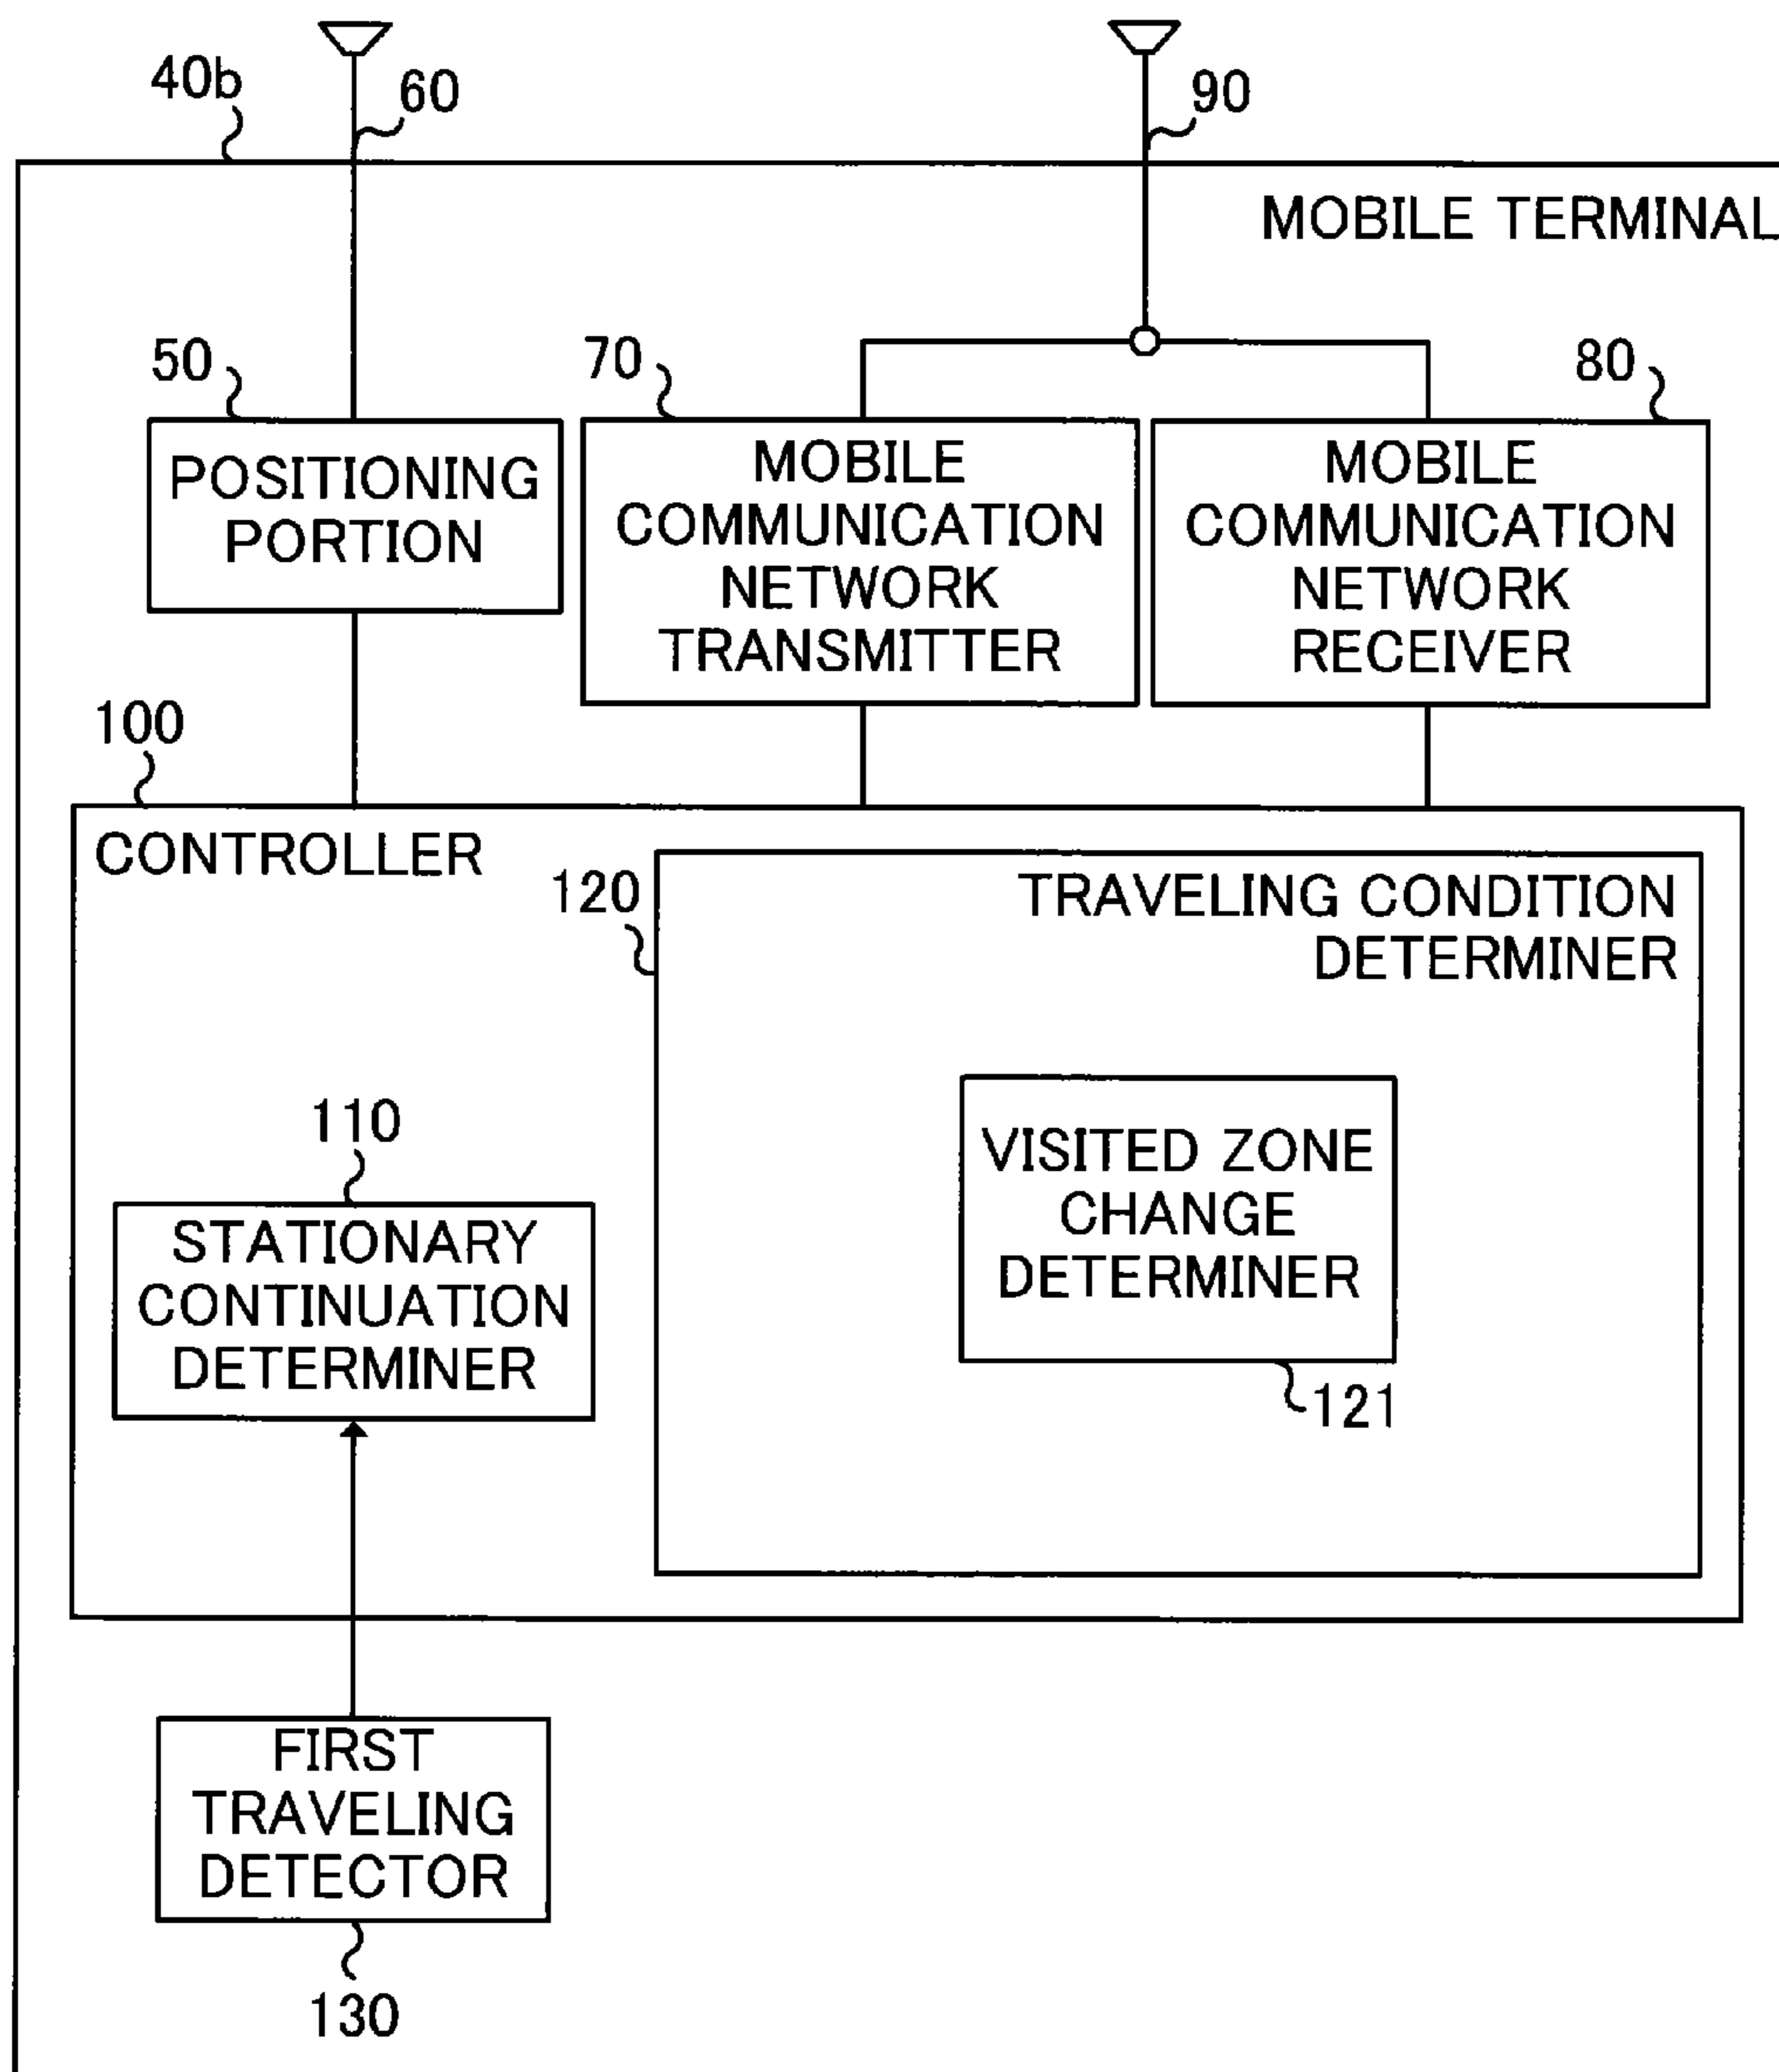 40b
60
90
MOBILE TERMINAL
50
70
80
POSITIONING
PORTION
MOBILE
COMMUNICATION
NETWORK
TRANSMITTER
MOBILE
COMMUNICATION
NETWORK
RECEIVER
100
CONTROLLER
120
TRAVELING CONDITION
DETERMINER
110
STATIONARY
CONTINUATION
DETERMINER
VISITED ZONE
CHANGE
DETERMINER
121
FIRST
TRAVELING
DETECTOR
130